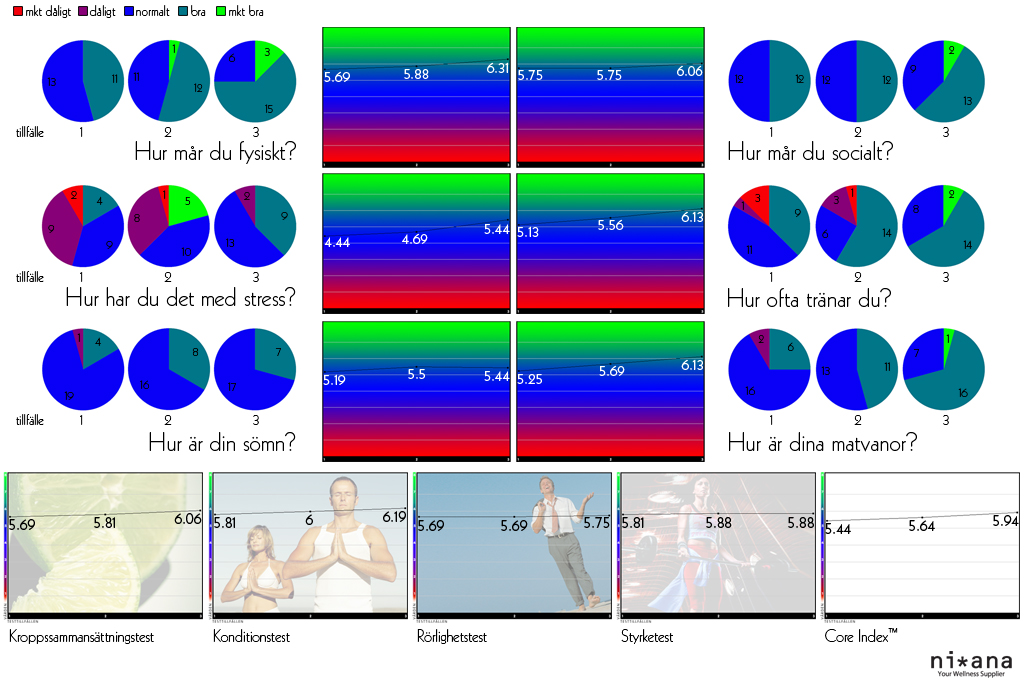 mkt dåligt dåligt normalt bra mkt bra
13 11 11 1 12 6 3 15
tillfälle 1 2 3
Hur mår du fysiskt?
5.69 5.88 6.31
5.75 5.75 6.06
12 12 12 12 9 2 13
1 2 3
Hur mår du socialt?
2 4 9 9 1 5 8 10 2 9 13
tillfälle 1 2 3
Hur har du det med stress?
4.44 4.69 5.44
5.13 5.56 6.13
3 1 9 11 1 3 6 14 2 8 14
1 2 3
Hur ofta tränar du?
1 4 19 8 16 7 17
tillfälle 1 2 3
Hur är din sömn?
5.19 5.5 5.44
5.25 5.69 6.13
2 6 16 11 13 1 7 16
1 2 3
Hur är dina matvanor?
5.69 5.81 6.06
TESTTILLFÄLLEN
Kroppssammansättningstest
5.81 6 6.19
TESTTILLFÄLLEN
Konditionstest
5.69 5.69 5.75
TESTTILLFÄLLEN
Rörlighetstest
5.81 5.88 5.88
TESTTILLFÄLLEN
Styrketest
5.44 5.64 5.94
TESTTILLFÄLLEN
Core Index™
ni*ana
Your Wellness Supplier